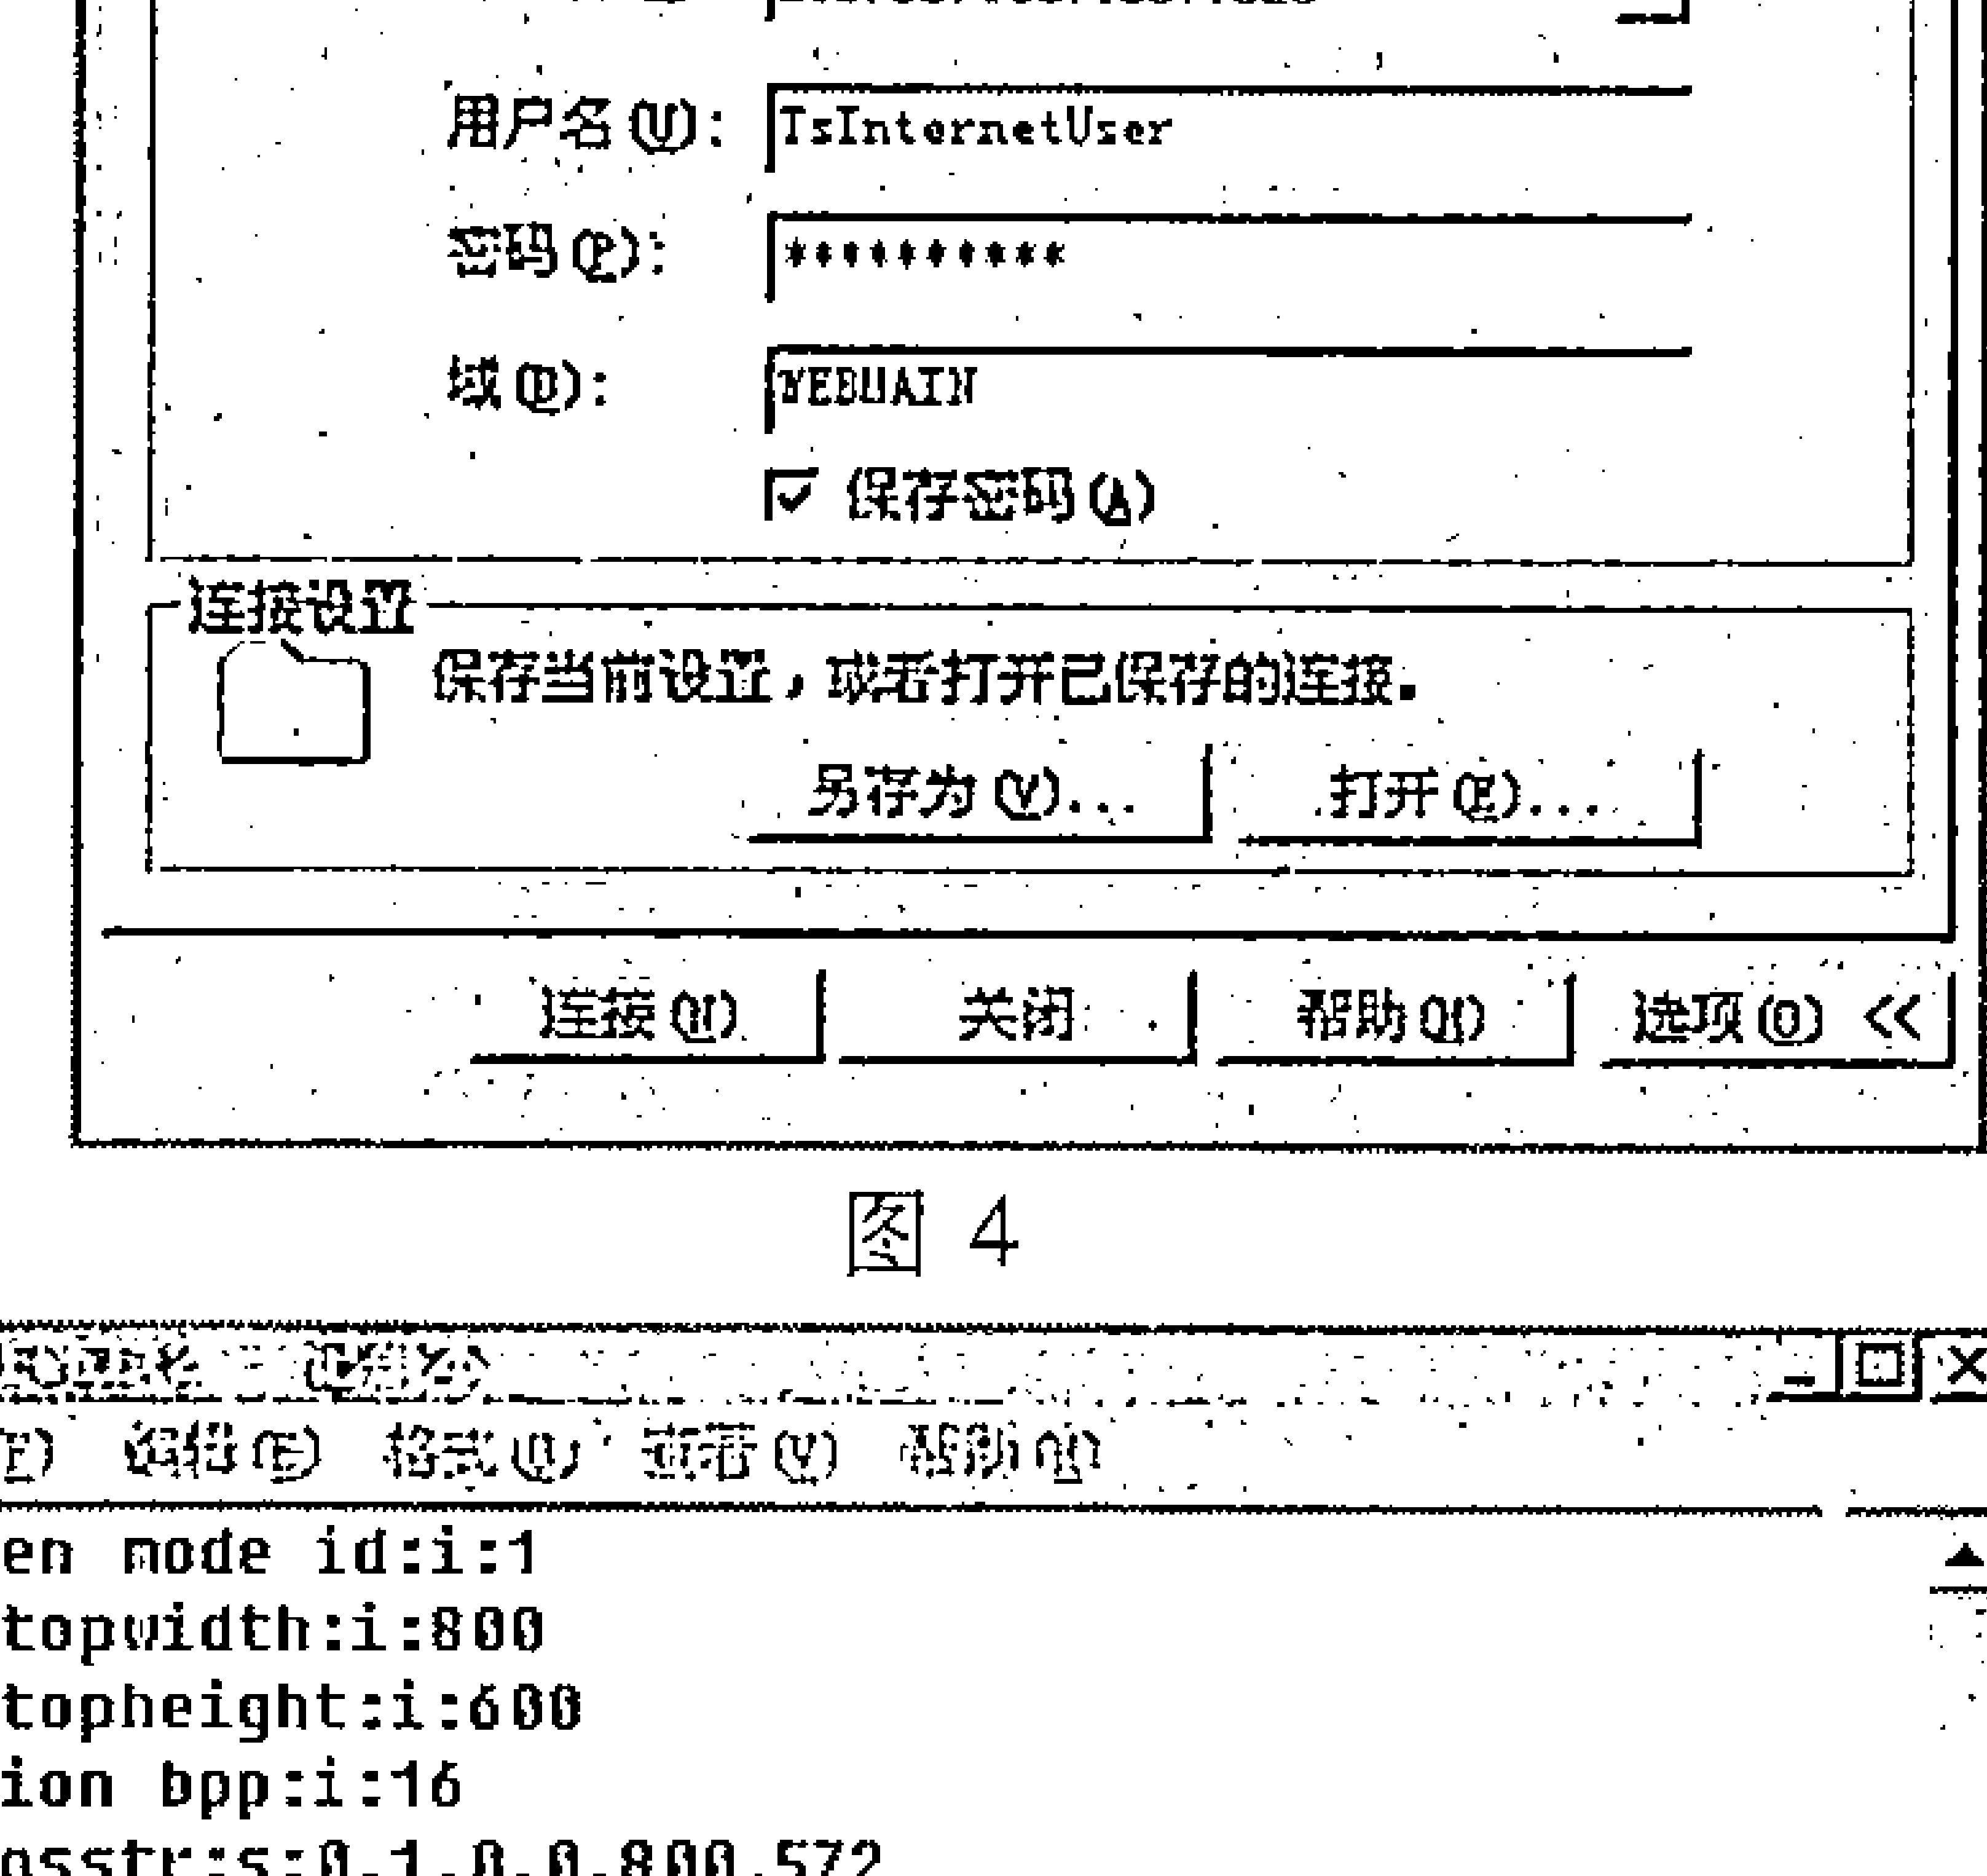 用户名(U): TsInternetUser
密码(P): **********
域(D):
保存密码(A)
连接设置
保存当前设置，或者打开已保存的连接。
另存为(V)... 打开(E)...
连接(N) 关闭 帮助(H) 选项(O) <<
图 4
编辑(E) 格式(O) 查看(V) 帮助(H)
en mode id:i:1
topwidth:i:800
topheight:i:600
ion bpp:i:16
osstr:s:0,1,0,0,800,572